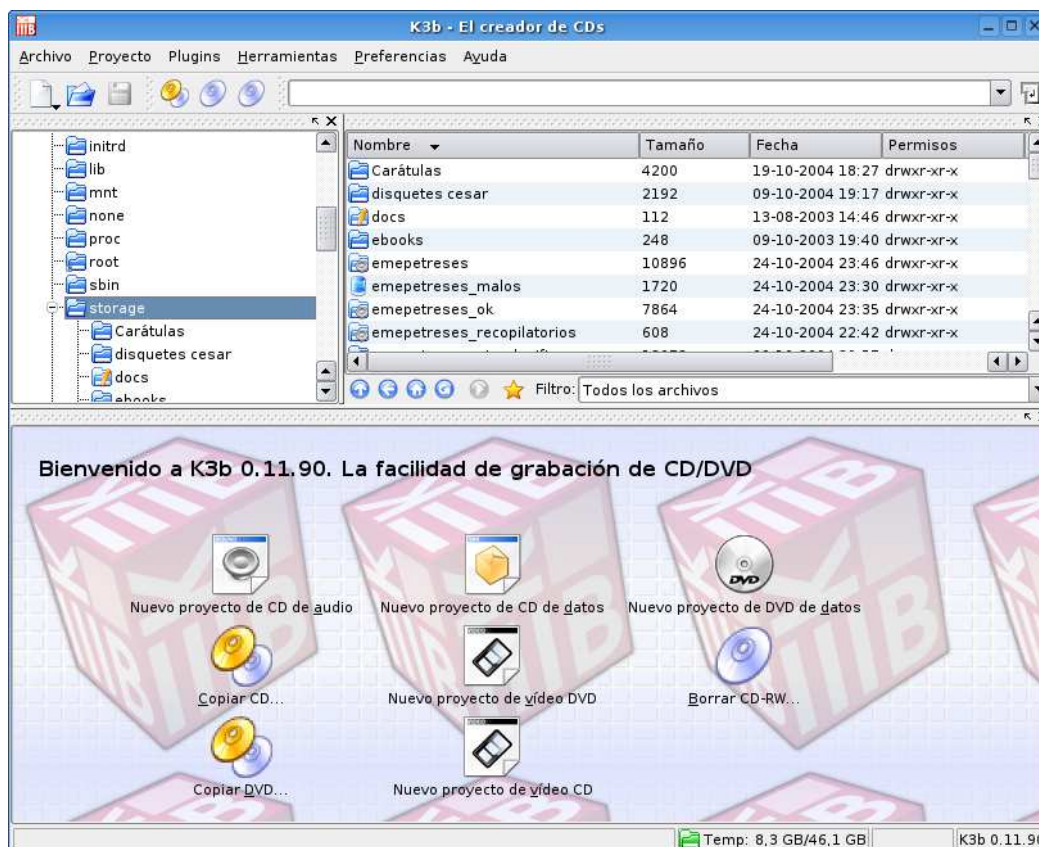 K3b - El creador de CDs
Archivo Proyecto Plugins Herramientas Preferencias Ayuda
initrd
lib
mnt
none
proc
root
sbin
storage
Carátulas
disquetes cesar
docs
ebooks
Nombre Tamaño Fecha Permisos
Carátulas 4200 19-10-2004 18:27 drwxr-xr-x
disquetes cesar 2192 09-10-2004 19:17 drwxr-xr-x
docs 112 13-08-2003 14:46 drwxr-xr-x
ebooks 248 09-10-2003 19:40 drwxr-xr-x
emepetreses 10896 24-10-2004 23:46 drwxr-xr-x
emepetreses_malos 1720 24-10-2004 23:30 drwxr-xr-x
emepetreses_ok 7864 24-10-2004 23:35 drwxr-xr-x
emepetreses_recopilatorios 608 24-10-2004 22:42 drwxr-xr-x
Filtro: Todos los archivos
Bienvenido a K3b 0.11.90. La facilidad de grabación de CD/DVD
Nuevo proyecto de CD de audio Nuevo proyecto de CD de datos Nuevo proyecto de DVD de datos
Copiar CD... Nuevo proyecto de vídeo DVD Borrar CD-RW...
Copiar DVD... Nuevo proyecto de vídeo CD
Temp: 8,3 GB/46,1 GB K3b 0.11.90